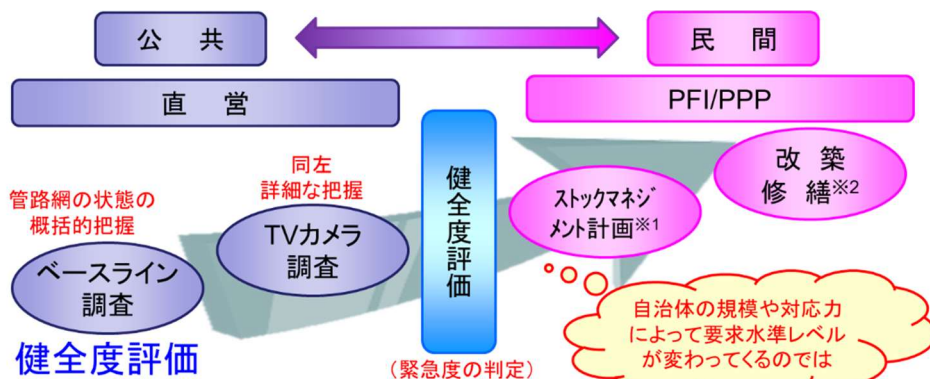 公　共
民　間
直　営
PFI/PPP
管路網の状態の
概括的把握
ベースライン
調査
同左
詳細な把握
TVカメラ
調査
健全度評価
(緊急度の判定)
ｽﾄｯｸﾏﾈｼﾞ
ﾒﾝﾄ計画※1
改　築
修　繕※2
自治体の規模や対応力
によって要求水準レベル
が変わってくるのでは
健全度評価